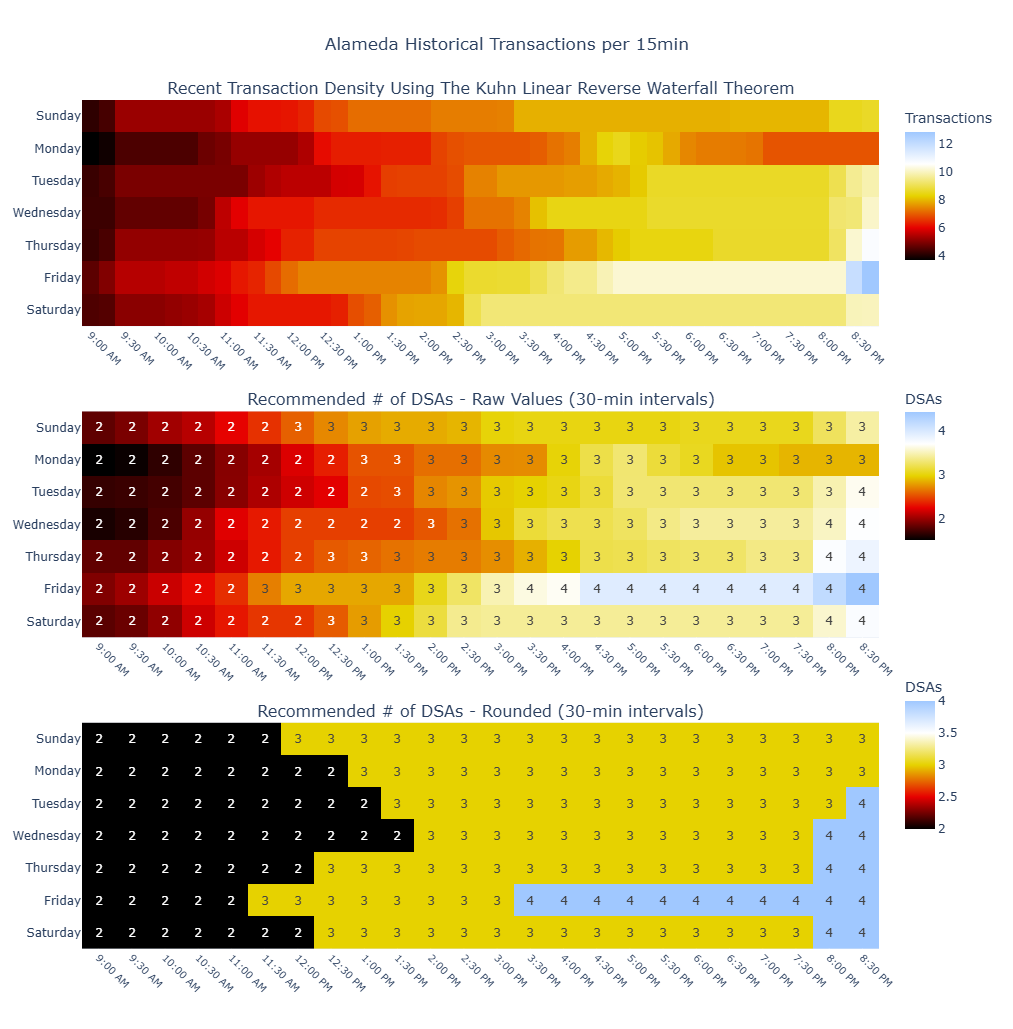 Alameda Historical Transactions per 15min
Recent Transaction Density Using The Kuhn Linear Reverse Waterfall Theorem
Sunday
Monday
Tuesday
Wednesday
Thursday
Friday
Saturday
9:00 AM 9:30 AM 10:00 AM 10:30 AM 11:00 AM 11:30 AM 12:00 PM 12:30 PM 1:00 PM 1:30 PM 2:00 PM 2:30 PM 3:00 PM 3:30 PM 4:00 PM 4:30 PM 5:00 PM 5:30 PM 6:00 PM 6:30 PM 7:00 PM 7:30 PM 8:00 PM 8:30 PM
Transactions
12
10
8
6
4
Recommended # of DSAs - Raw Values (30-min intervals)
Sunday 2 2 2 2 2 2 3 3 3 3 3 3 3 3 3 3 3 3 3 3 3 3 3 3
Monday 2 2 2 2 2 2 2 2 3 3 3 3 3 3 3 3 3 3 3 3 3 3 3 3
Tuesday 2 2 2 2 2 2 2 2 2 3 3 3 3 3 3 3 3 3 3 3 3 3 3 4
Wednesday 2 2 2 2 2 2 2 2 2 2 3 3 3 3 3 3 3 3 3 3 3 3 4 4
Thursday 2 2 2 2 2 2 2 3 3 3 3 3 3 3 3 3 3 3 3 3 3 3 4 4
Friday 2 2 2 2 2 3 3 3 3 3 3 3 3 4 4 4 4 4 4 4 4 4 4 4
Saturday 2 2 2 2 2 2 2 3 3 3 3 3 3 3 3 3 3 3 3 3 3 3 4 4
9:00 AM 9:30 AM 10:00 AM 10:30 AM 11:00 AM 11:30 AM 12:00 PM 12:30 PM 1:00 PM 1:30 PM 2:00 PM 2:30 PM 3:00 PM 3:30 PM 4:00 PM 4:30 PM 5:00 PM 5:30 PM 6:00 PM 6:30 PM 7:00 PM 7:30 PM 8:00 PM 8:30 PM
DSAs
4
3
2
Recommended # of DSAs - Rounded (30-min intervals)
Sunday 2 2 2 2 2 2 3 3 3 3 3 3 3 3 3 3 3 3 3 3 3 3 3 3
Monday 2 2 2 2 2 2 2 2 3 3 3 3 3 3 3 3 3 3 3 3 3 3 3 3
Tuesday 2 2 2 2 2 2 2 2 2 3 3 3 3 3 3 3 3 3 3 3 3 3 3 4
Wednesday 2 2 2 2 2 2 2 2 2 2 3 3 3 3 3 3 3 3 3 3 3 3 4 4
Thursday 2 2 2 2 2 2 2 3 3 3 3 3 3 3 3 3 3 3 3 3 3 3 4 4
Friday 2 2 2 2 2 3 3 3 3 3 3 3 3 4 4 4 4 4 4 4 4 4 4 4
Saturday 2 2 2 2 2 2 2 3 3 3 3 3 3 3 3 3 3 3 3 3 3 3 4 4
9:00 AM 9:30 AM 10:00 AM 10:30 AM 11:00 AM 11:30 AM 12:00 PM 12:30 PM 1:00 PM 1:30 PM 2:00 PM 2:30 PM 3:00 PM 3:30 PM 4:00 PM 4:30 PM 5:00 PM 5:30 PM 6:00 PM 6:30 PM 7:00 PM 7:30 PM 8:00 PM 8:30 PM
DSAs
4
3.5
3
2.5
2